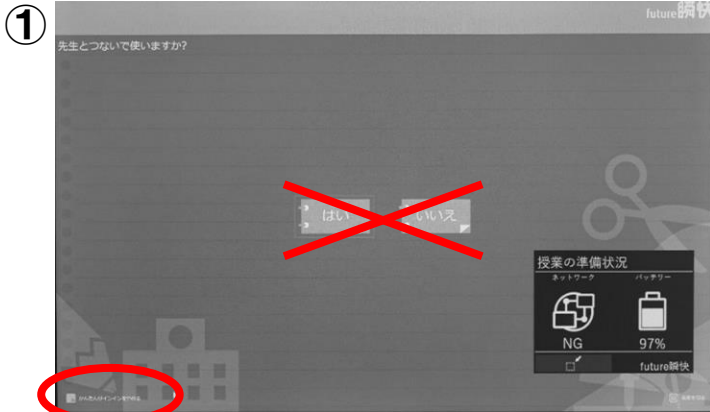 ①
future瞬快
先生とつないで使いますか?
はい
いいえ
授業の準備状況
ネットワーク
バッテリー
NG
97%
future瞬快
かんたんサインインをやめる